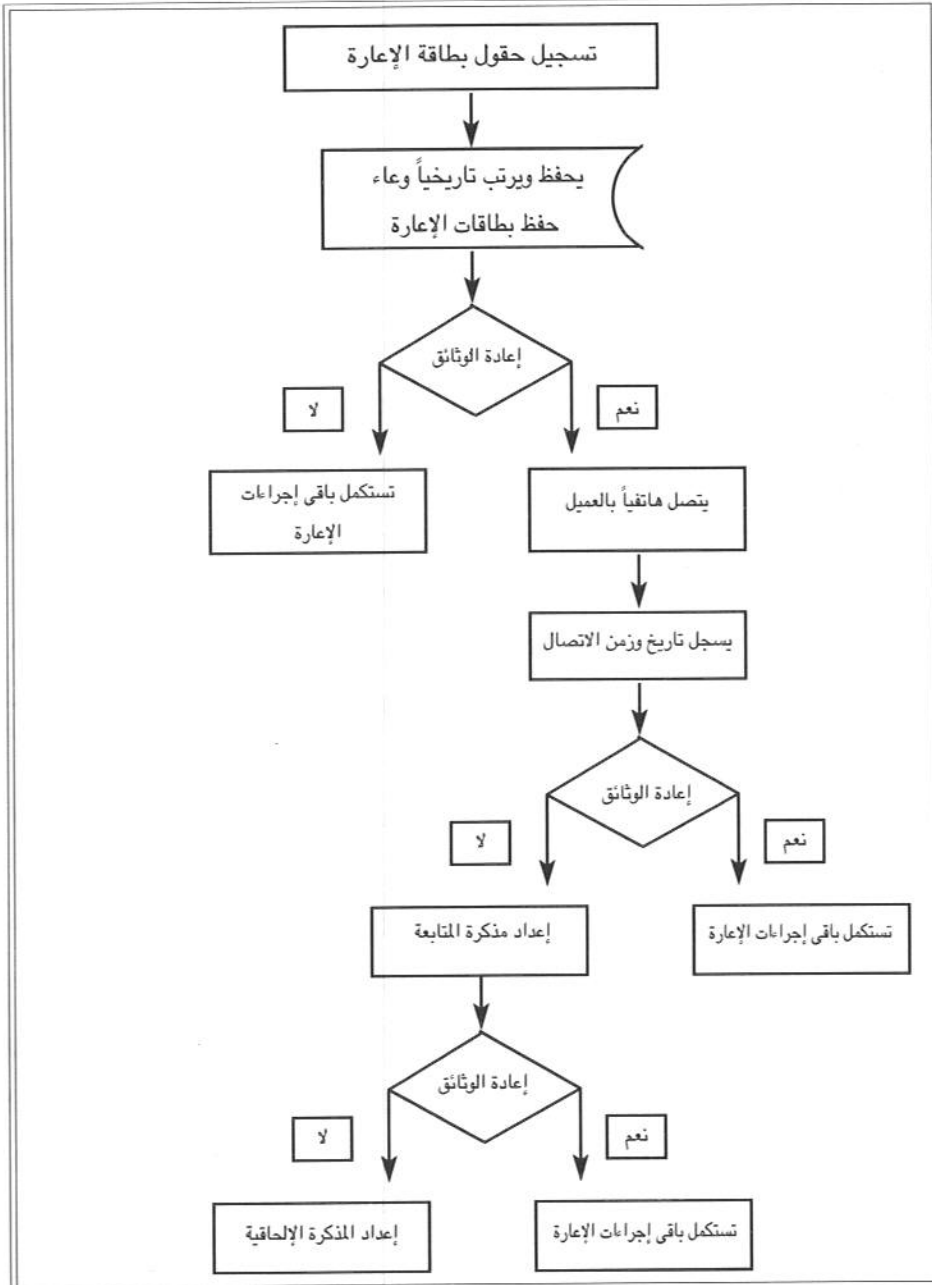 تسجيل حقول بطاقة الإعارة
يحفظ ويرتب تاريخياً وعاء
حفظ بطاقات الإعارة
إعادة الوثائق
نعم
لا
يتصل هاتفياً بالعميل
تستكمل باقى إجراءات
الإعارة
يسجل تاريخ وزمن الاتصال
إعادة الوثائق
نعم
لا
تستكمل باقى إجراءات الإعارة
إعداد مذكرة المتابعة
إعادة الوثائق
نعم
لا
تستكمل باقى إجراءات الإعارة
إعداد المذكرة الإلحاقية